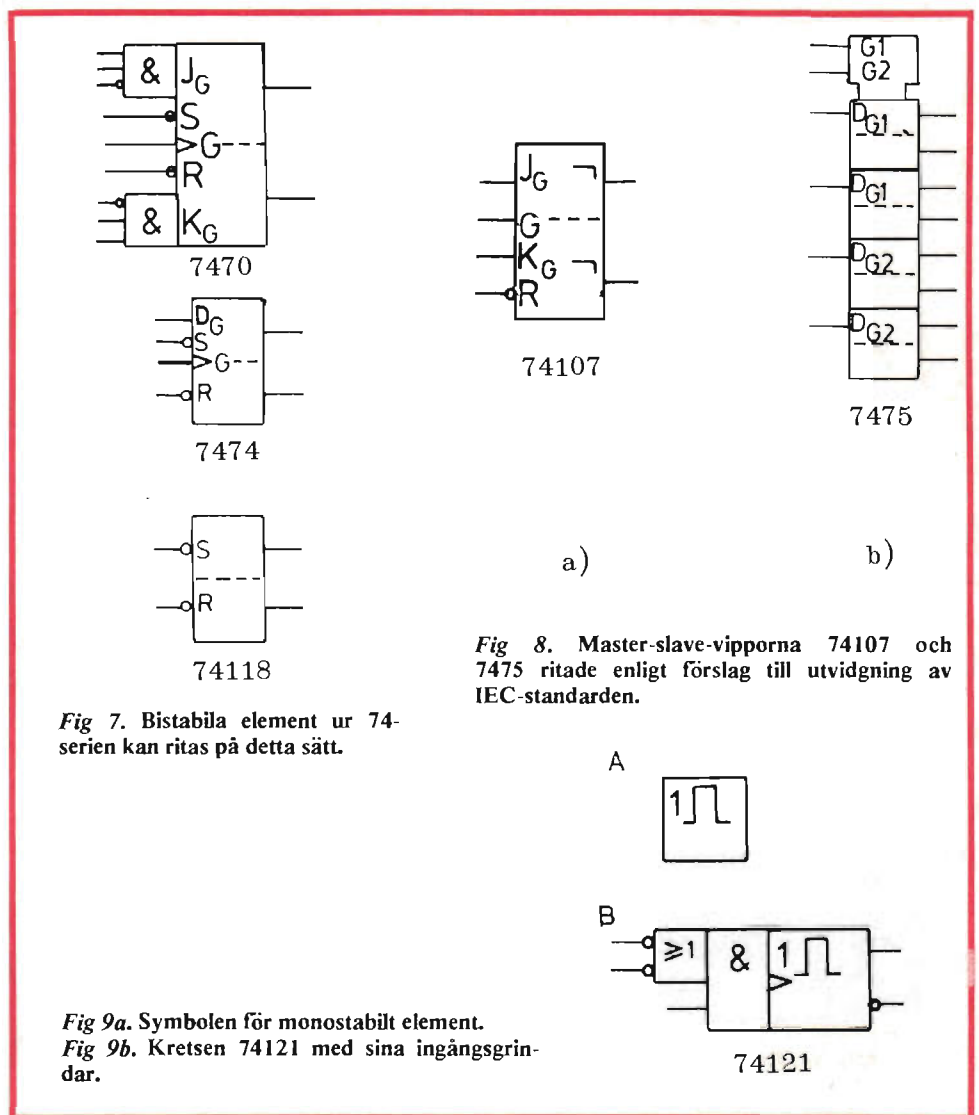 &
J_G
S
G
R
&
K_G
7470
D_G
S
G
R
7474
S
R
74118
Fig 7. Bistabila element ur 74-
serien kan ritas på detta sätt.
J_G
G
K_G
R
74107
a)
G1
G2
D_G1
D_G1
D_G2
D_G2
7475
b)
Fig 8. Master-slave-vipporna 74107 och
7475 ritade enligt förslag till utvidgning av
IEC-standarden.
A
1
B
≥1
&
1
74121
Fig 9a. Symbolen för monostabilt element.
Fig 9b. Kretsen 74121 med sina ingångsgrin-
dar.